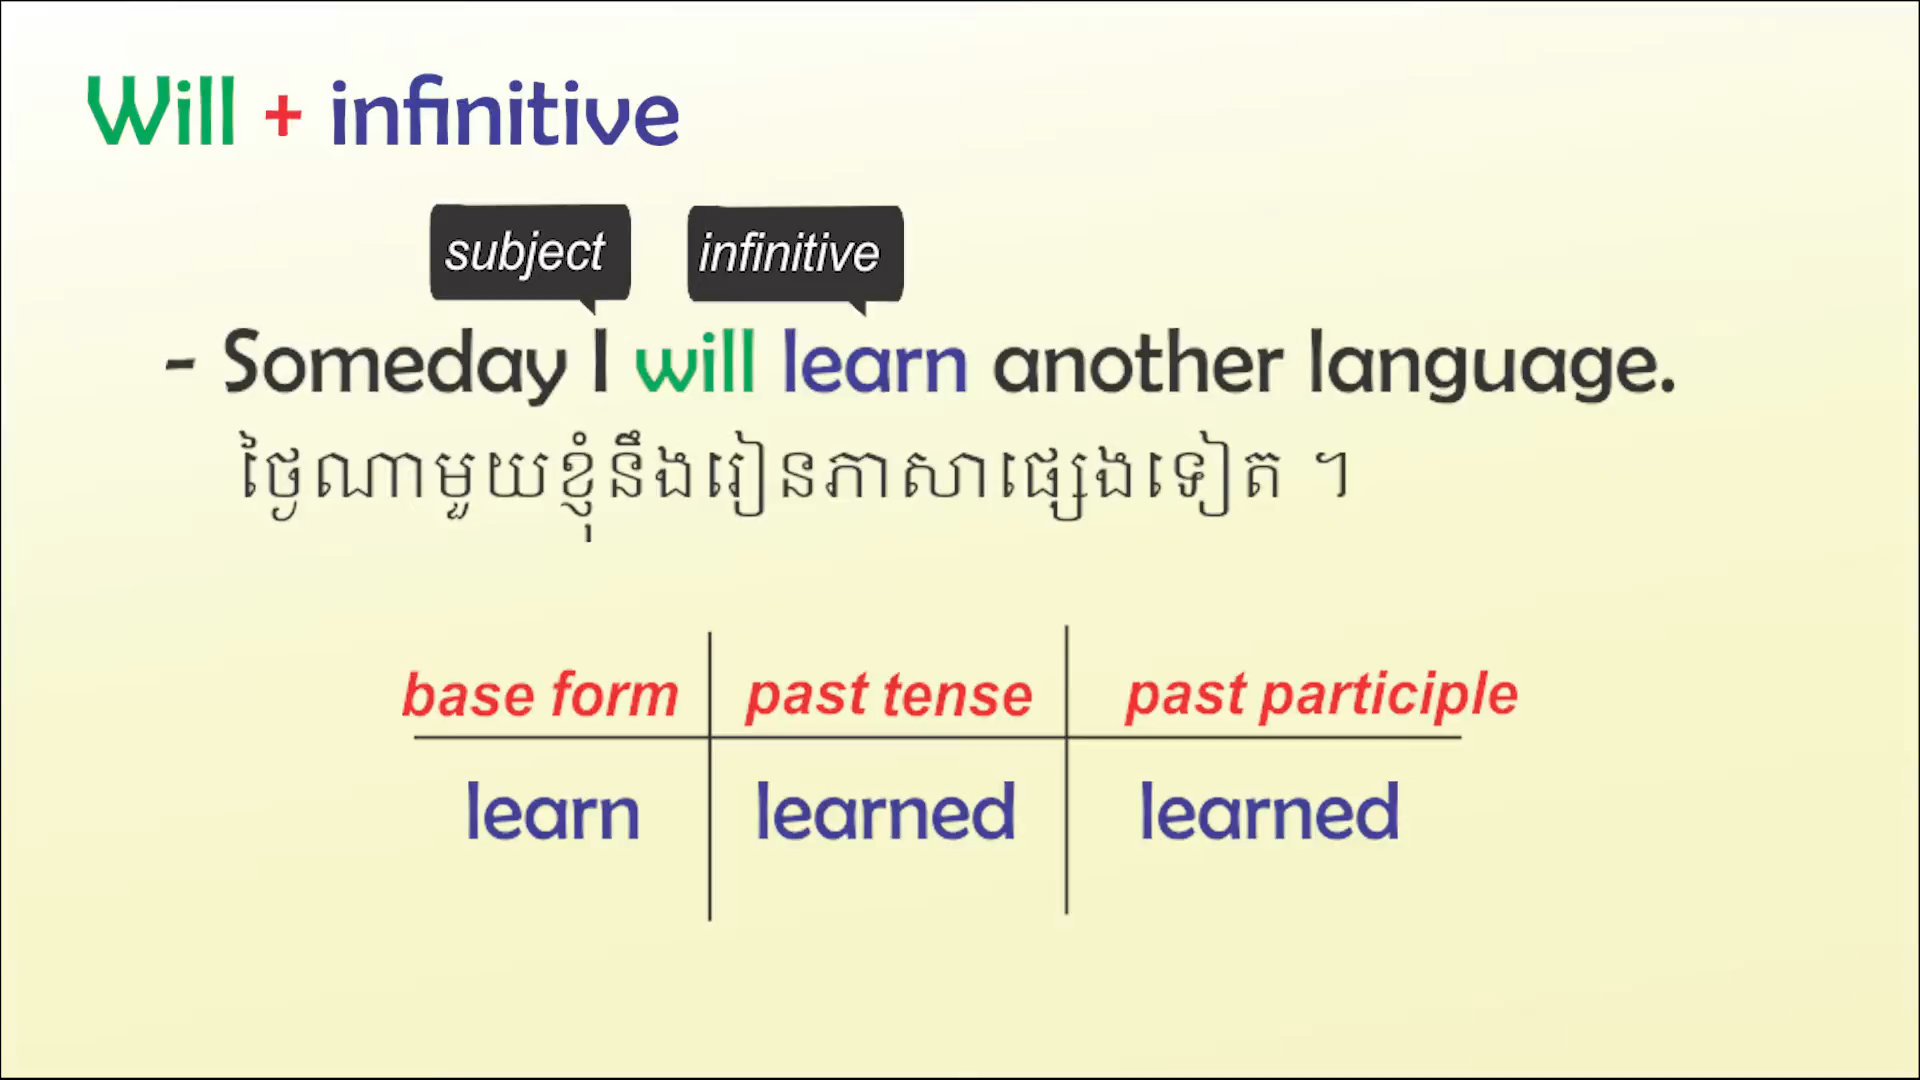 Will + infinitive
subject infinitive
- Someday I will learn another language.
ថ្ងៃណាមួយខ្ញុំនឹងរៀនភាសាផ្សេងទៀត ។
base form past tense past participle
learn learned learned